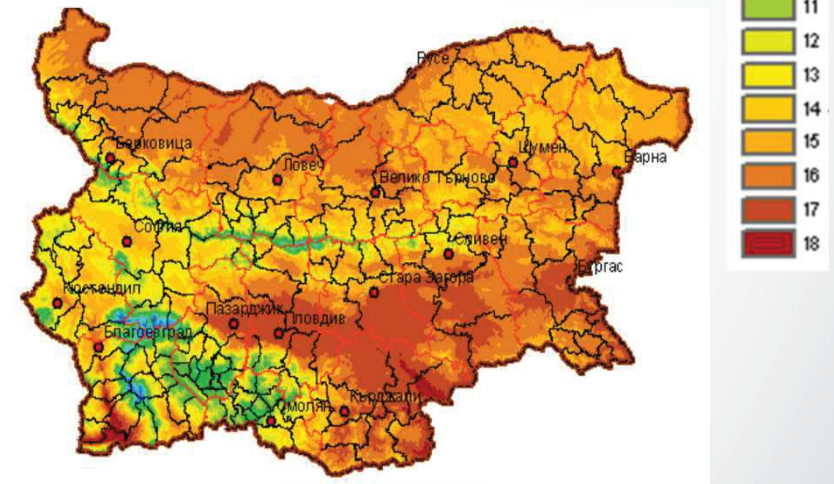 Русе
Берковица
Ловеч
Велико Търново
Шумен
Варна
София
Сливен
Бургас
Кюстендил
Стара Загора
Пазарджик
Пловдив
Благоевград
Смолян
Кърджали
11
12
13
14
15
16
17
18